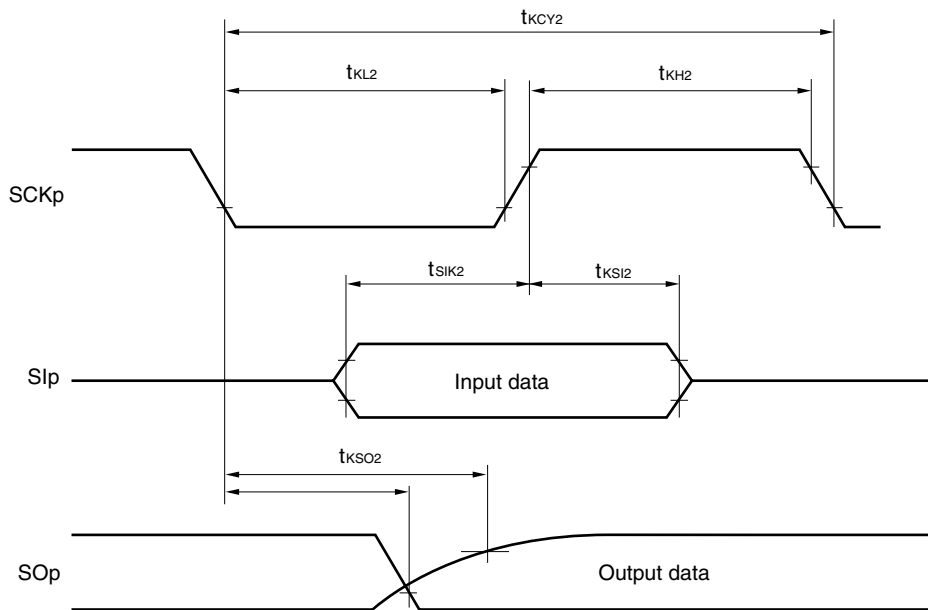 tKCY2
tKL2
tKH2
SCKp
tSIK2
tKSI2
SIp
Input data
tKSO2
SOp
Output data